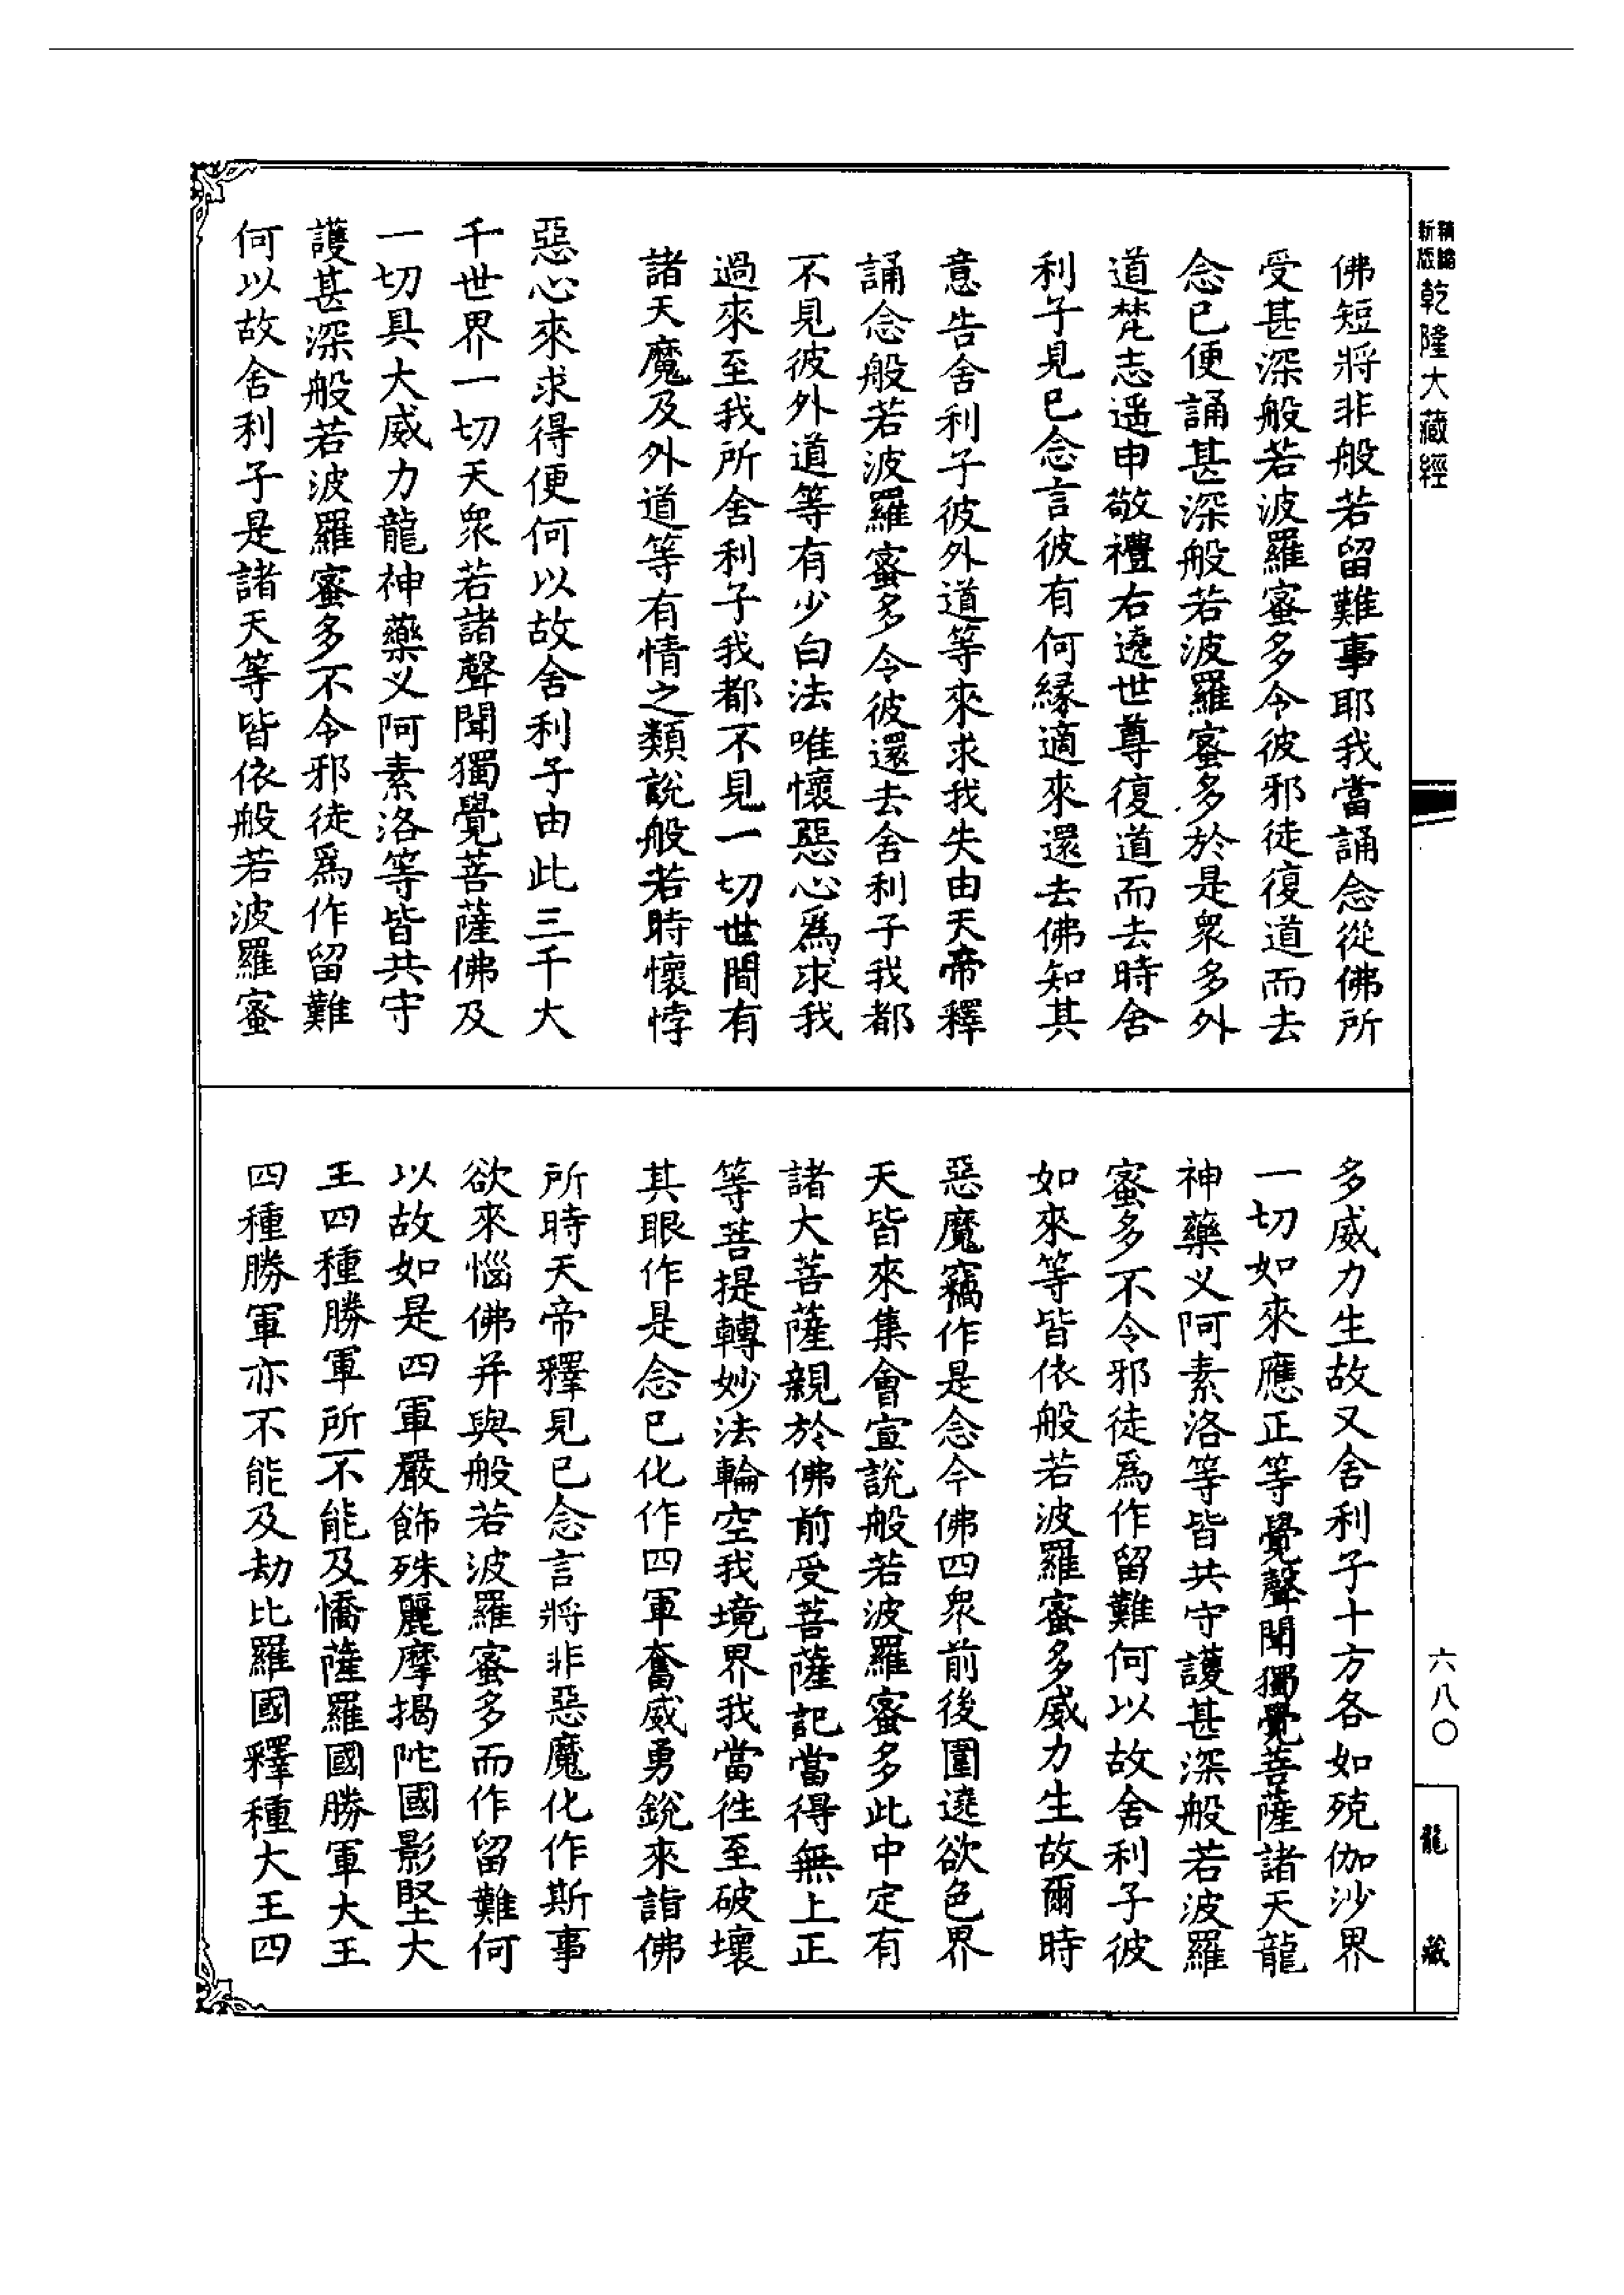 新版
精縮
乾隆大藏經
佛短將非般若留難事耶我當誦念從佛所
受甚深般若波羅蜜多令彼邪徒復道而去
念已便誦甚深般若波羅蜜多於是衆多外
道梵志遥申敬禮右遶世尊復道而去時舍
利子見已念言彼有何緣適來還去佛知其
意告舍利子彼外道等來求我失由天帝釋
誦念般若波羅蜜多令彼還去舍利子我都
不見彼外道等有少白法唯懷惡心爲求我
過來至我所舍利子我都不見一切世間有
諸天魔及外道等有情之類說般若時懷悖
惡心來求得便何以故舍利子由此三千大
千世界一切天衆若諸聲聞獨覺菩薩佛及
一切具大威力龍神藥义阿素洛等皆共守
護甚深般若波羅蜜多不令邪徒爲作留難
何以故舍利子是諸天等皆依般若波羅蜜
多威力生故又舍利子十方各如殑伽沙界
一切如來應正等覺聲聞獨覺菩薩諸天龍
神藥义阿素洛等皆共守護甚深般若波羅
蜜多不令邪徒爲作留難何以故舍利子彼
如來等皆依般若波羅蜜多威力生故爾時
惡魔竊作是念今佛四衆前後圍遶欲色界
天皆來集會宣說般若波羅蜜多此中定有
諸大菩薩親於佛前受菩薩記當得無上正
等菩提轉妙法輪空我境界我當往至破壞
其眼作是念已化作四軍奮威勇銳來詣佛
所時天帝釋見已念言將非惡魔化作斯事
欲來惱佛并與般若波羅蜜多而作留難何
以故如是四軍嚴飾殊麗摩揭陀國影堅大
王四種勝軍所不能及憍薩羅國勝軍大王
四種勝軍亦不能及劫比羅國釋種大王四
六八〇
龍藏